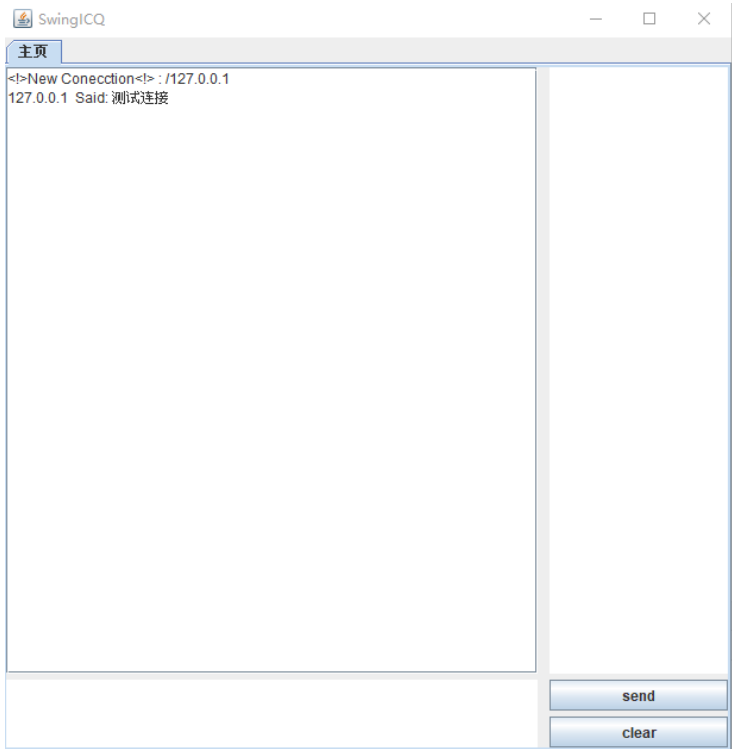 SwingICQ
主页
<!>New Conecction<!> : /127.0.0.1
127.0.0.1  Said: 测试连接
send
clear